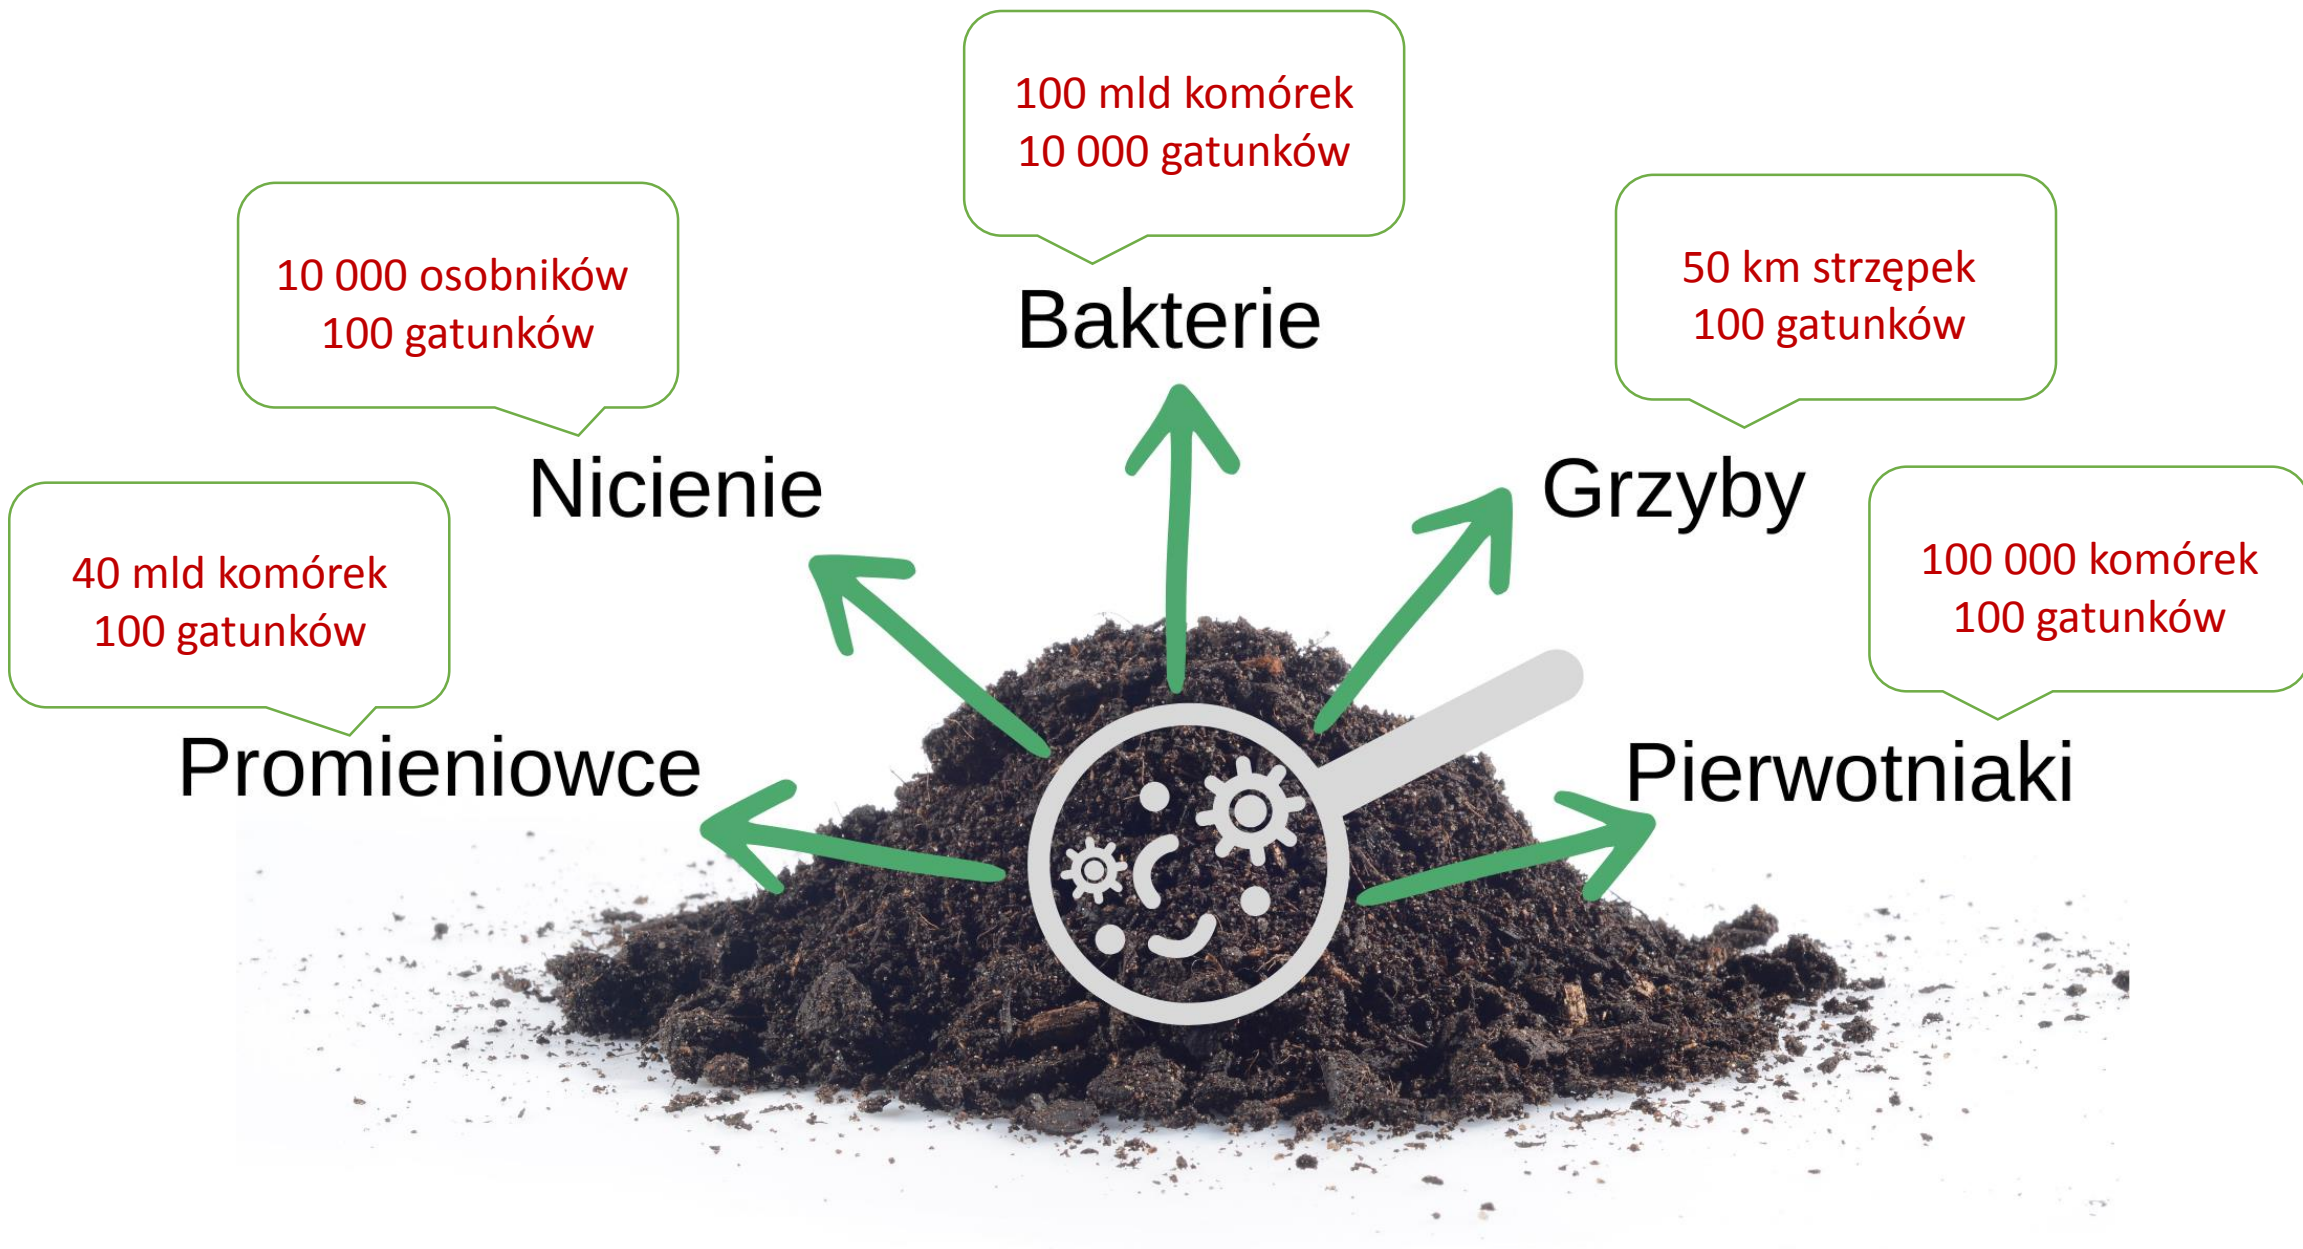 100 mld komórek
10 000 gatunków
Bakterie
10 000 osobników
100 gatunków
Nicienie
50 km strzępek
100 gatunków
Grzyby
40 mld komórek
100 gatunków
Promieniowce
100 000 komórek
100 gatunków
Pierwotniaki